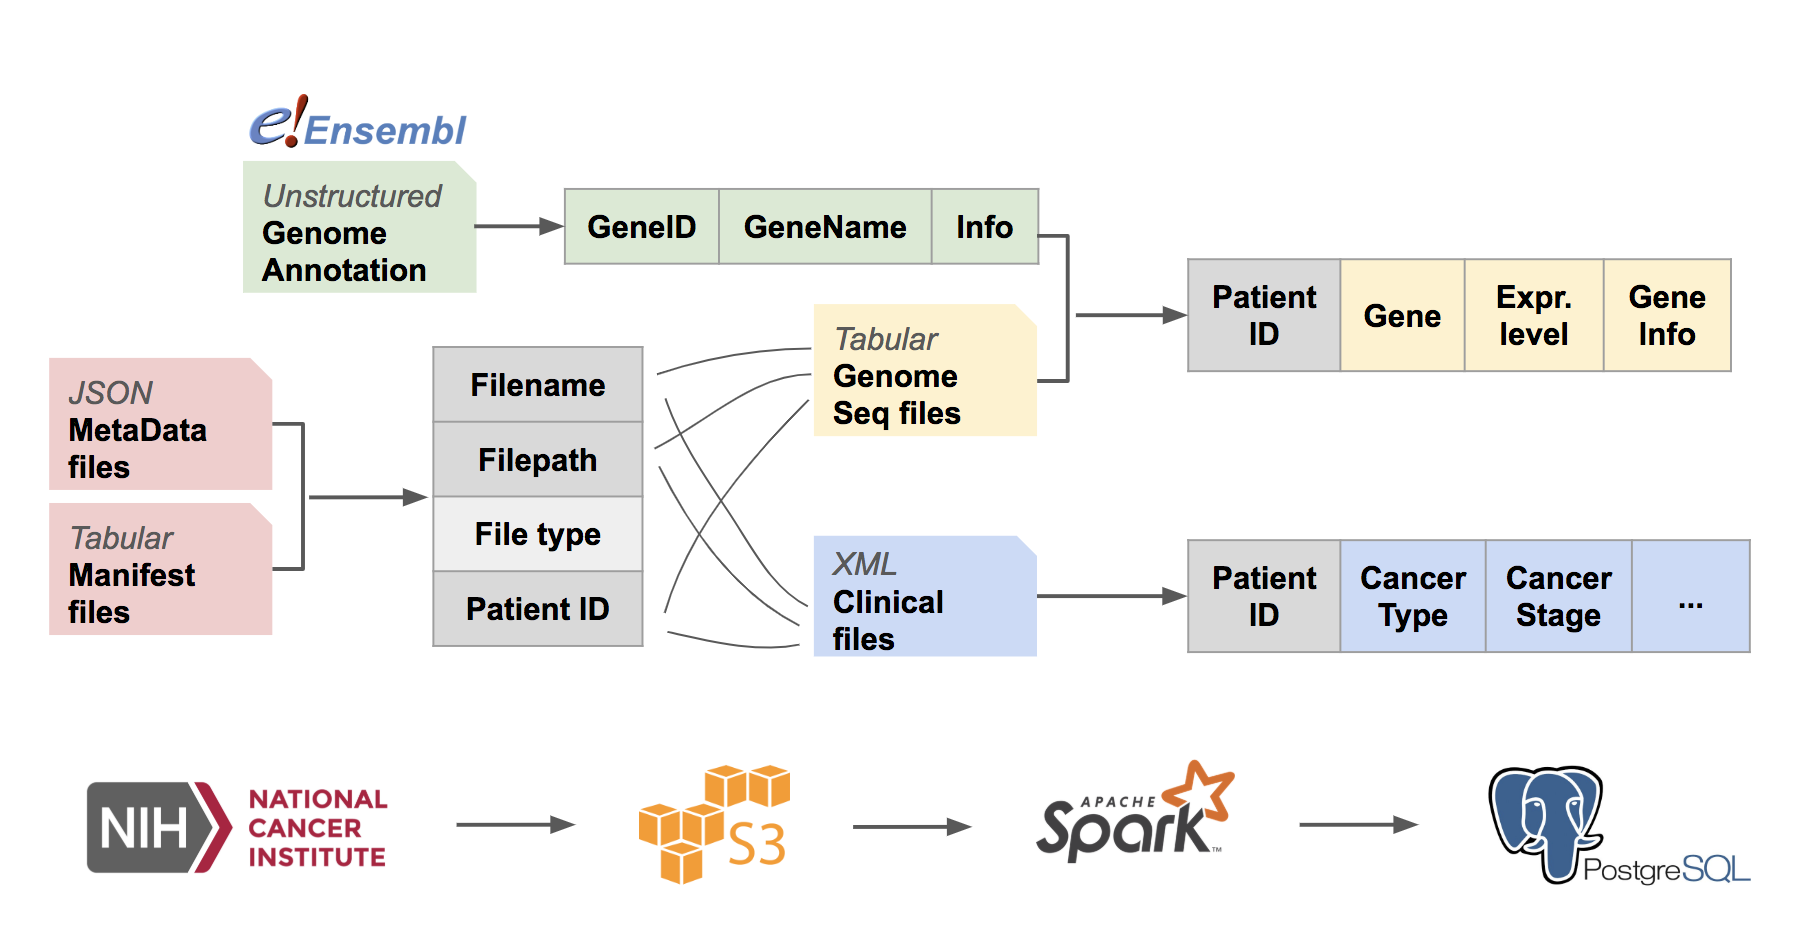 e!Ensembl
Unstructured
Genome
Annotation
GeneID
GeneName
Info
Patient
ID
Gene
Expr.
level
Gene
Info
JSON
MetaData
files
Tabular
Manifest
files
Filename
Filepath
File type
Patient ID
Tabular
Genome
Seq files
XML
Clinical
files
Patient
ID
Cancer
Type
Cancer
Stage
...
NIH
NATIONAL
CANCER
INSTITUTE
S3
APACHE
Spark™
PostgreSQL